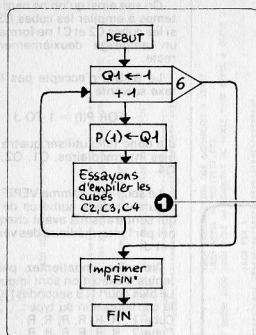 DEBUT
Q1←1
+1
6
P(1)←Q1
Essayons
d'empiler les
cubes
C2,C3,C4
1
Imprimer
"FIN"
FIN